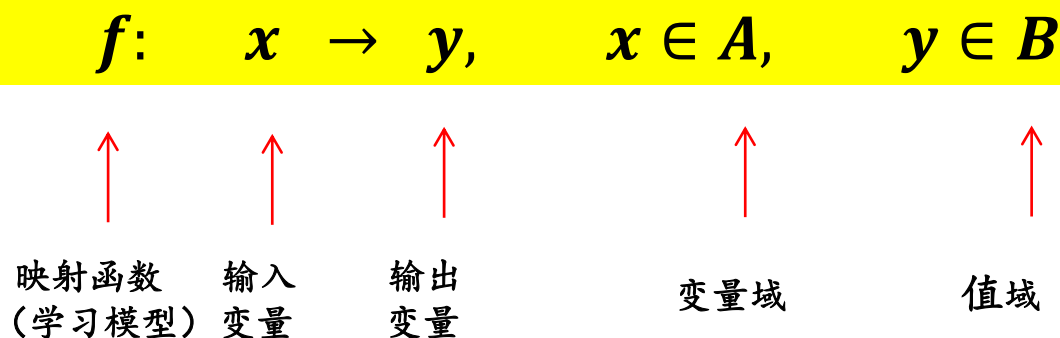 f: x → y, x ∈ A, y ∈ B
映射函数 输入 输出 变量域 值域
（学习模型） 变量 变量